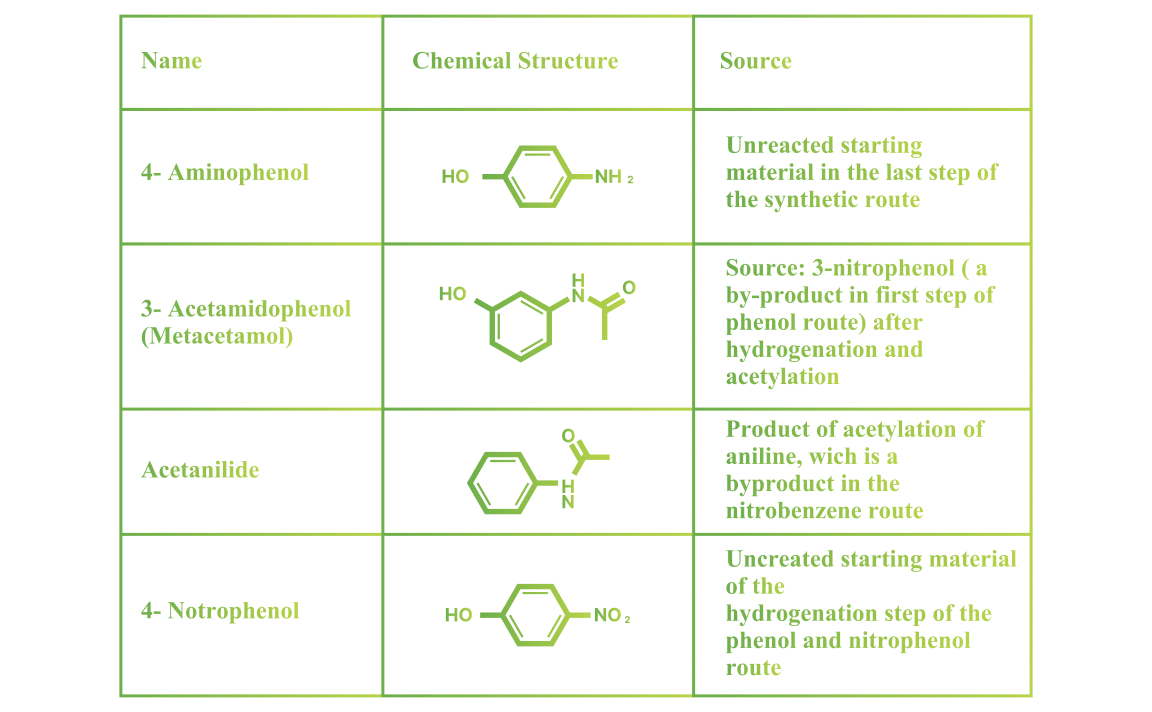 Name
Chemical Structure
Source
4- Aminophenol
HO
NH 2
Unreacted starting
material in the last step of
the synthetic route
3- Acetamidophenol
(Metacetamol)
HO
H
N
O
Source: 3-nitrophenol ( a
by-product in first step of
phenol route) after
hydrogenation and
acetylation
Acetanilide
O
H
N
Product of acetylation of
aniline, wich is a
byproduct in the
nitrobenzene route
4- Notrophenol
HO
NO 2
Uncreated starting material
of the
hydrogenation step of the
phenol and nitrophenol
route